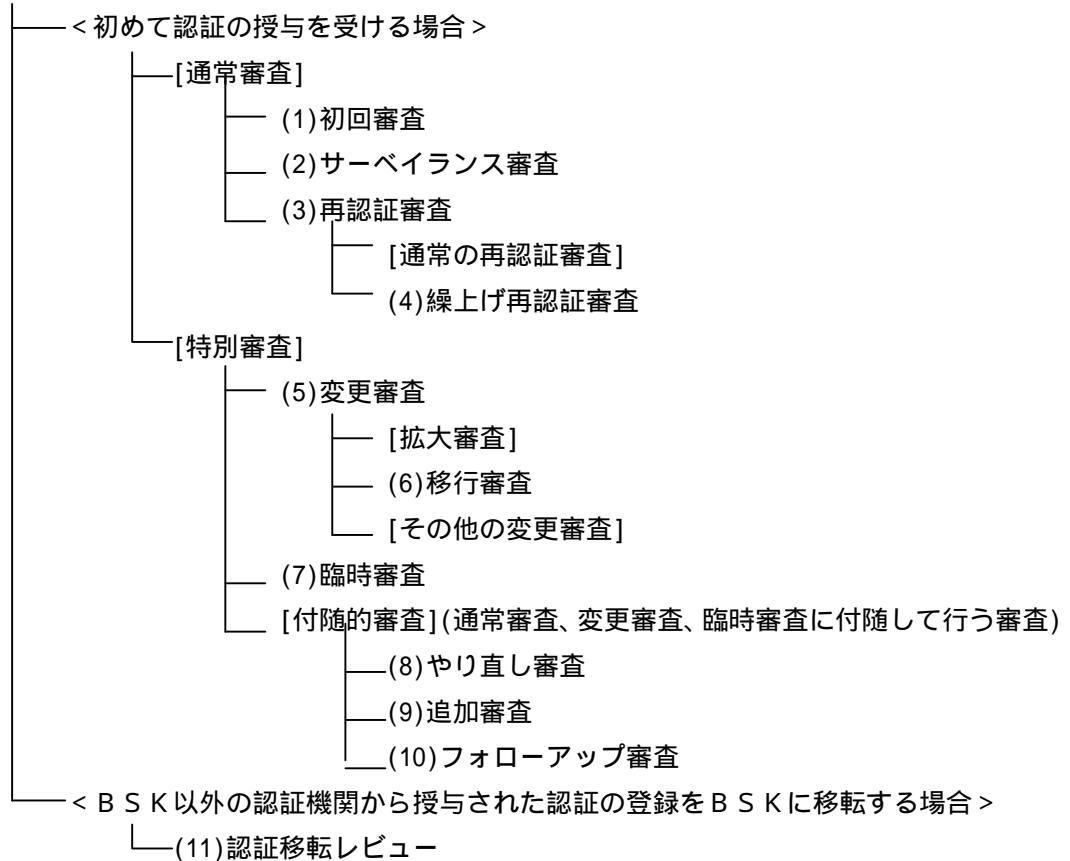 <初めて認証の授与を受ける場合>
[通常審査]
(1)初回審査
(2)サーベイランス審査
(3)再認証審査
[通常の再認証審査]
(4)繰上げ再認証審査
[特別審査]
(5)変更審査
[拡大審査]
(6)移行審査
[その他の変更審査]
(7)臨時審査
[付随的審査](通常審査、変更審査、臨時審査に付随して行う審査)
(8)やり直し審査
(9)追加審査
(10)フォローアップ審査
<BSK以外の認証機関から授与された認証の登録をBSKに移転する場合>
(11)認証移転レビュー